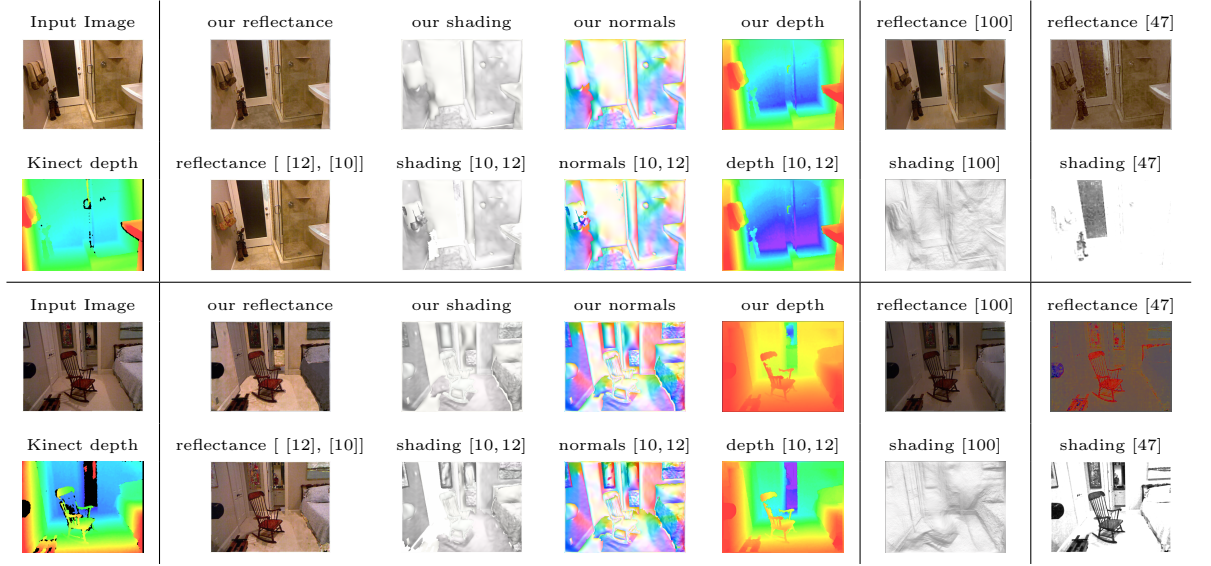 Input Image our reflectance our shading our normals our depth reflectance [100] reflectance [47]
Kinect depth reflectance [ [12], [10]] shading [10, 12] normals [10, 12] depth [10, 12] shading [100] shading [47]
Input Image our reflectance our shading our normals our depth reflectance [100] reflectance [47]
Kinect depth reflectance [ [12], [10]] shading [10, 12] normals [10, 12] depth [10, 12] shading [100] shading [47]